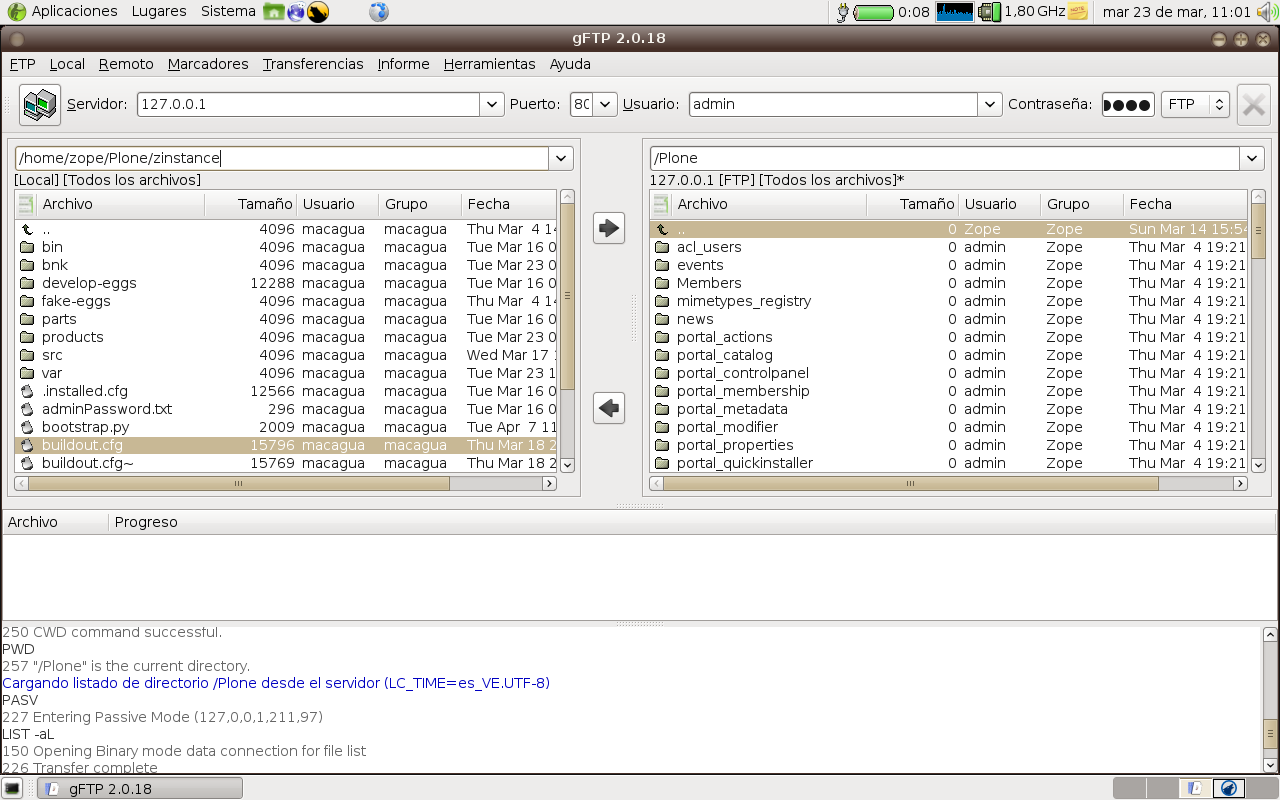 Aplicaciones Lugares Sistema 0:08 1,80 GHz mar 23 de mar, 11:01
gFTP 2.0.18
FTP Local Remoto Marcadores Transferencias Informe Herramientas Ayuda
Servidor: 127.0.0.1 Puerto: 80 Usuario: admin Contraseña: ●●●● FTP
/home/zope/Plone/zinstance
[Local] [Todos los archivos]
Archivo Tamaño Usuario Grupo Fecha
.. 4096 macagua macagua Thu Mar 4 14
bin 4096 macagua macagua Tue Mar 16 0
bnk 4096 macagua macagua Tue Mar 23 0
develop-eggs 12288 macagua macagua Tue Mar 16 0
fake-eggs 4096 macagua macagua Thu Mar 4 14
parts 4096 macagua macagua Tue Mar 16 0
products 4096 macagua macagua Tue Mar 23 0
src 4096 macagua macagua Wed Mar 17 1
var 4096 macagua macagua Tue Mar 23 1
.installed.cfg 12566 macagua macagua Tue Mar 16 0
adminPassword.txt 296 macagua macagua Tue Mar 16 0
bootstrap.py 2009 macagua macagua Tue Apr 7 11
buildout.cfg 15796 macagua macagua Thu Mar 18 2
buildout.cfg~ 15769 macagua macagua Thu Mar 18 2
/Plone
127.0.0.1 [FTP] [Todos los archivos]*
Archivo Tamaño Usuario Grupo Fecha
.. 0 Zope Zope Sun Mar 14 15:54
acl_users 0 admin Zope Thu Mar 4 19:21
events 0 admin Zope Thu Mar 4 19:21
Members 0 admin Zope Thu Mar 4 19:21
mimetypes_registry 0 admin Zope Thu Mar 4 19:21
news 0 admin Zope Thu Mar 4 19:21
portal_actions 0 admin Zope Thu Mar 4 19:21
portal_catalog 0 admin Zope Thu Mar 4 19:21
portal_controlpanel 0 admin Zope Thu Mar 4 19:21
portal_membership 0 admin Zope Thu Mar 4 19:21
portal_metadata 0 admin Zope Thu Mar 4 19:21
portal_modifier 0 admin Zope Thu Mar 4 19:21
portal_properties 0 admin Zope Thu Mar 4 19:21
portal_quickinstaller 0 admin Zope Thu Mar 4 19:21
Archivo Progreso
250 CWD command successful.
PWD
257 "/Plone" is the current directory.
Cargando listado de directorio /Plone desde el servidor (LC_TIME=es_VE.UTF-8)
PASV
227 Entering Passive Mode (127,0,0,1,211,97)
LIST -aL
150 Opening Binary mode data connection for file list
226 Transfer complete
gFTP 2.0.18